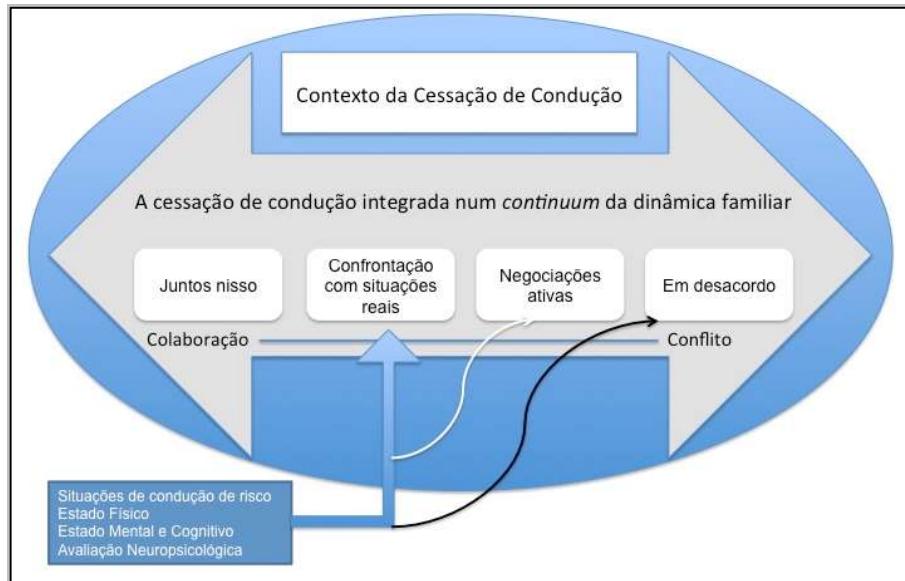 Contexto da Cessação de Condução
A cessação de condução integrada num continuum da dinâmica familiar
Juntos nisso
Confrontação
com situações
reais
Negociações
ativas
Em desacordo
Colaboração
Conflito
Situações de condução de risco
Estado Físico
Estado Mental e Cognitivo
Avaliação Neuropsicológica